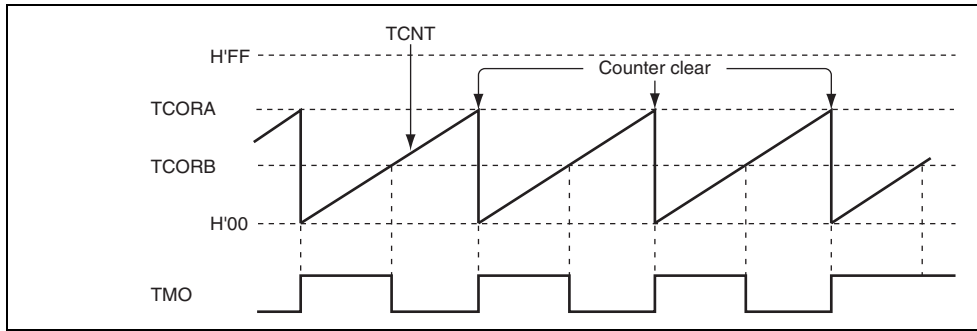 TCNT
H'FF
Counter clear
TCORA
TCORB
H'00
TMO